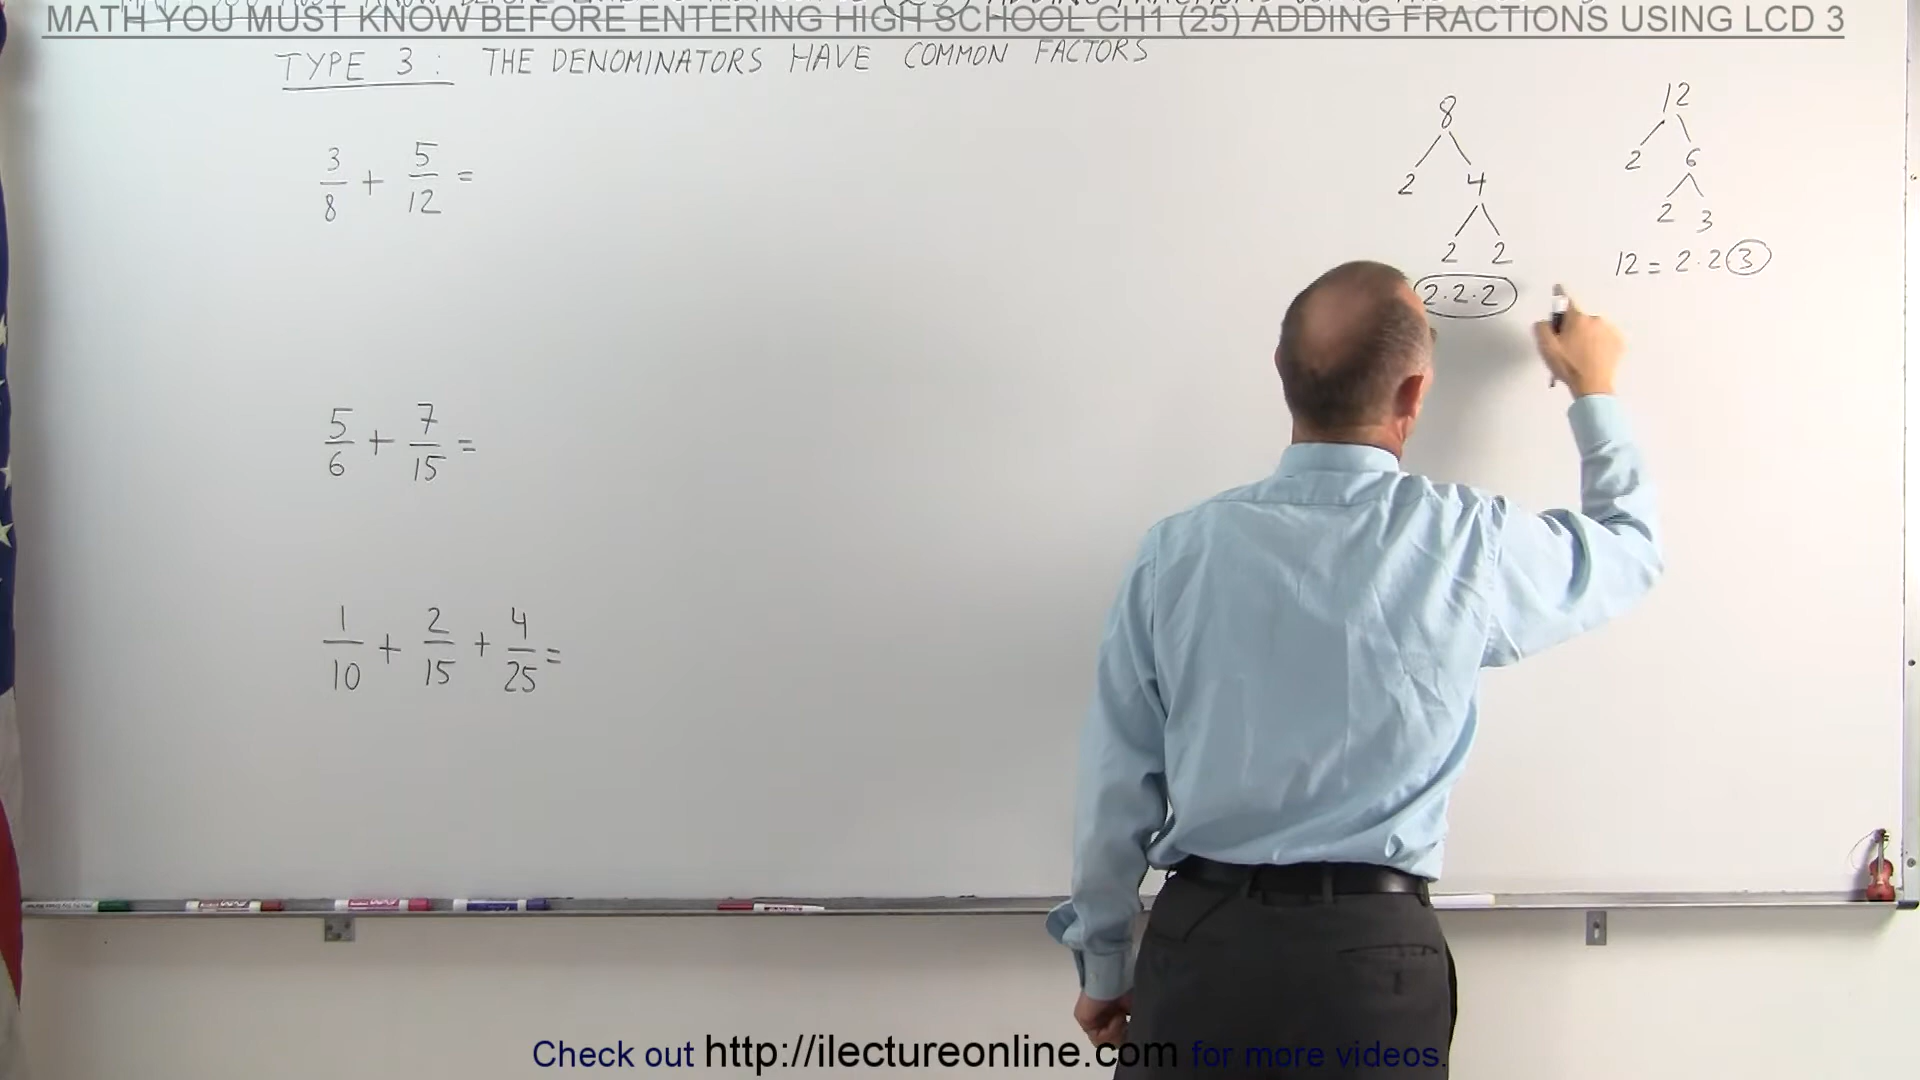 MATH YOU MUST KNOW BEFORE ENTERING HIGH SCHOOL CH1 (25) ADDING FRACTIONS USING LCD 3
TYPE 3 : THE DENOMINATORS HAVE COMMON FACTORS
3/8 + 5/12 =
5/6 + 7/15 =
1/10 + 2/15 + 4/25 =
8
2 4
2 2
2·2·2
12
2 6
2 3
12 = 2·2·3
Check out http://ilectureonline.com for more videos.